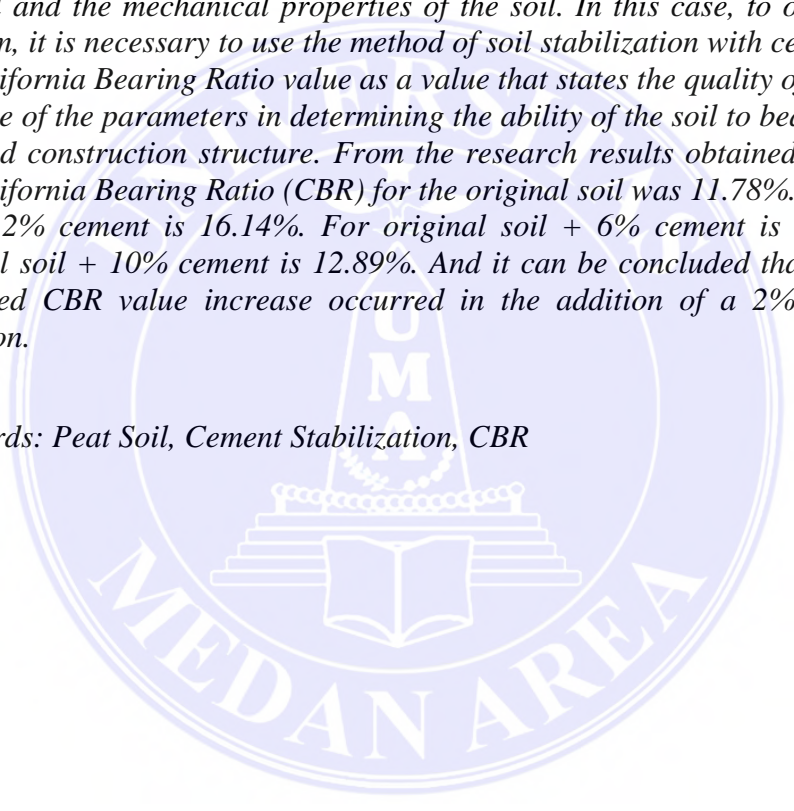 and the mechanical properties of the soil. In this case, to o
it is necessary to use the method of soil stabilization with ce
ifornia Bearing Ratio value as a value that states the quality of
e of the parameters in determining the ability of the soil to bea
d construction structure. From the research results obtained
ifornia Bearing Ratio (CBR) for the original soil was 11.78%.
2% cement is 16.14%. For original soil + 6% cement is
l soil + 10% cement is 12.89%. And it can be concluded tha
ed CBR value increase occurred in the addition of a 2%
on.
rds: Peat Soil, Cement Stabilization, CBR
UNIVERSITAS
UMA
MEDAN AREA